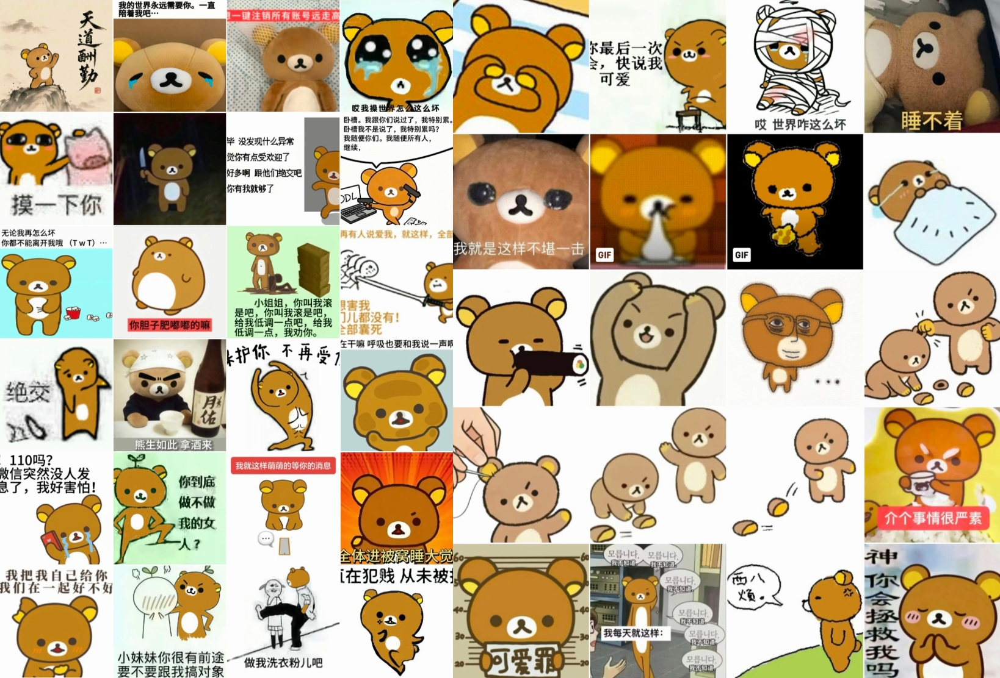 天道酬勤
我的世界永远需要你。一直
陪着我吧…
一键注销所有账号远走高
哎我操世界怎么这么坏
最后一次
会，快说我
可爱
哎 世界咋这么坏
睡不着
摸一下你
毕 没发现什么异常
觉你有点受欢迎了
好多啊 跟他们绝交吧
你有我就够了
卧槽。我跟你们说过了，我特别累。
卧槽我不是说了，我特别累吗？
我随便你们。我随便所有人，
继续，
DDL
我就是这样不堪一击
GIF
GIF
无论我再怎么坏
你都不能离开我哦 （T w T）…
你胆子肥嘟嘟的嘛
小姐姐，你叫我滚
是吧，你叫我滚是吧，
给我低调一点吧，给我
低调一点，我劝你。
再有人说爱我，就这样，全部
想害我
门儿都没有！
全部囊死
绝交
月佑
熊生如此 拿酒来
护你 不再受
在干嘛 呼吸也要和我说一声啊
...
110吗？
微信突然没人发
息了，我好害怕！
你到底
做不做
我的女
人？
我就这样萌萌的等你的消息
全体进被窝睡大觉
介个事情很严素
我把我自己给你
我们在一起好不好
小妹妹你很有前途
要不要跟我搞对象
做我洗衣粉儿吧
在犯贱 从未被
60
50
40
30
20
60
40
30
20
可爱罪
모릅니다.
我不知道.
모릅니다.
我不知道.
모릅니다.
我不知道.
모릅니다.
我不知道.
모릅니다.
我不知道.
모릅니다.
我不知道.
我每天就这样：
西八
烦。
神你会拯救我吗